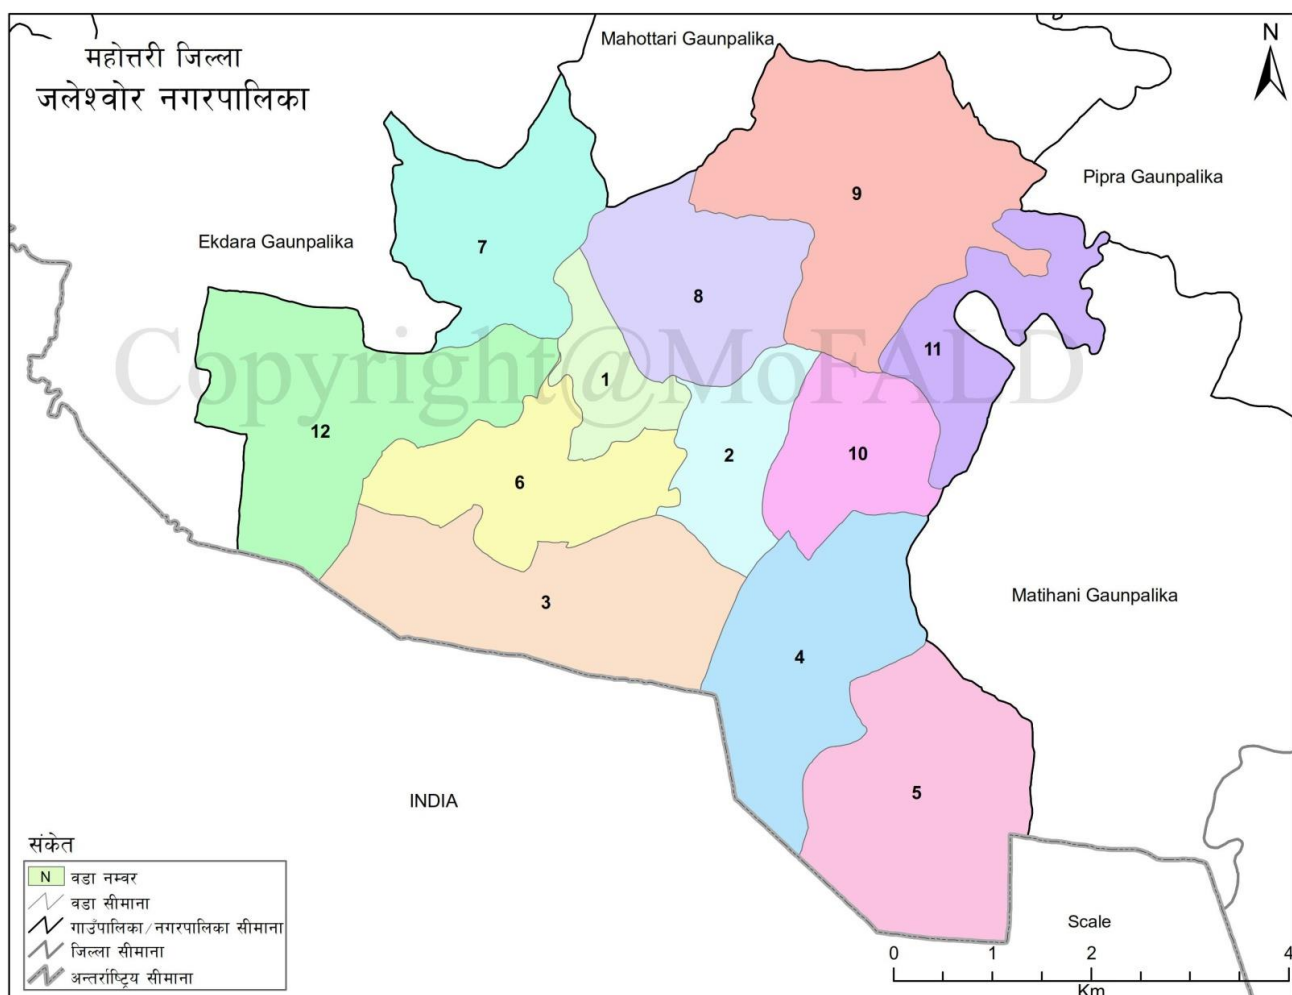 महोत्तरी जिल्ला
जलेश्वोर नगरपालिका
Mahottari Gaunpalika
N
Pipra Gaunpalika
Ekdara Gaunpalika
9
7
8
11
Copyright@MoFALD
1
12
2
10
6
3
Matihani Gaunpalika
4
5
INDIA
संकेत
N वडा नम्वर
वडा सीमाना
गाउँपालिका/नगरपालिका सीमाना
जिल्ला सीमाना
अन्तर्राष्ट्रिय सीमाना
Scale
0 1 2 4
Km